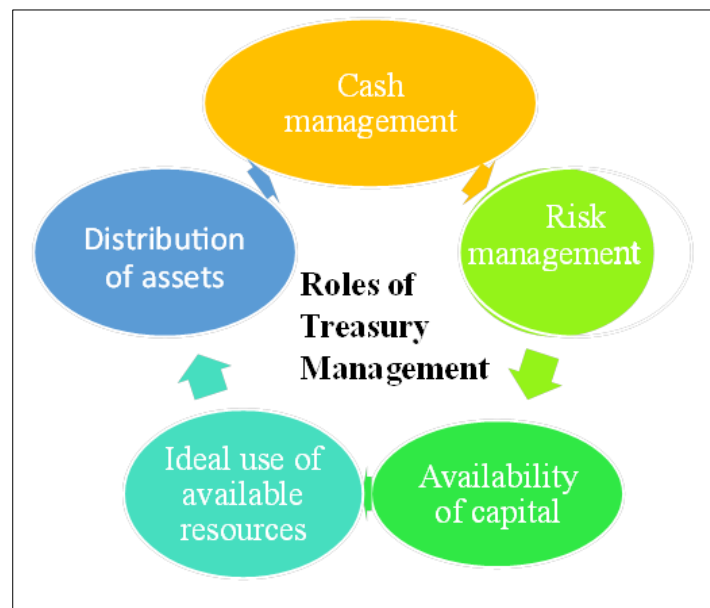 Cash
management
Risk
management
Availability
of capital
Ideal use of
available
resources
Distribution
of assets
Roles of
Treasury
Management